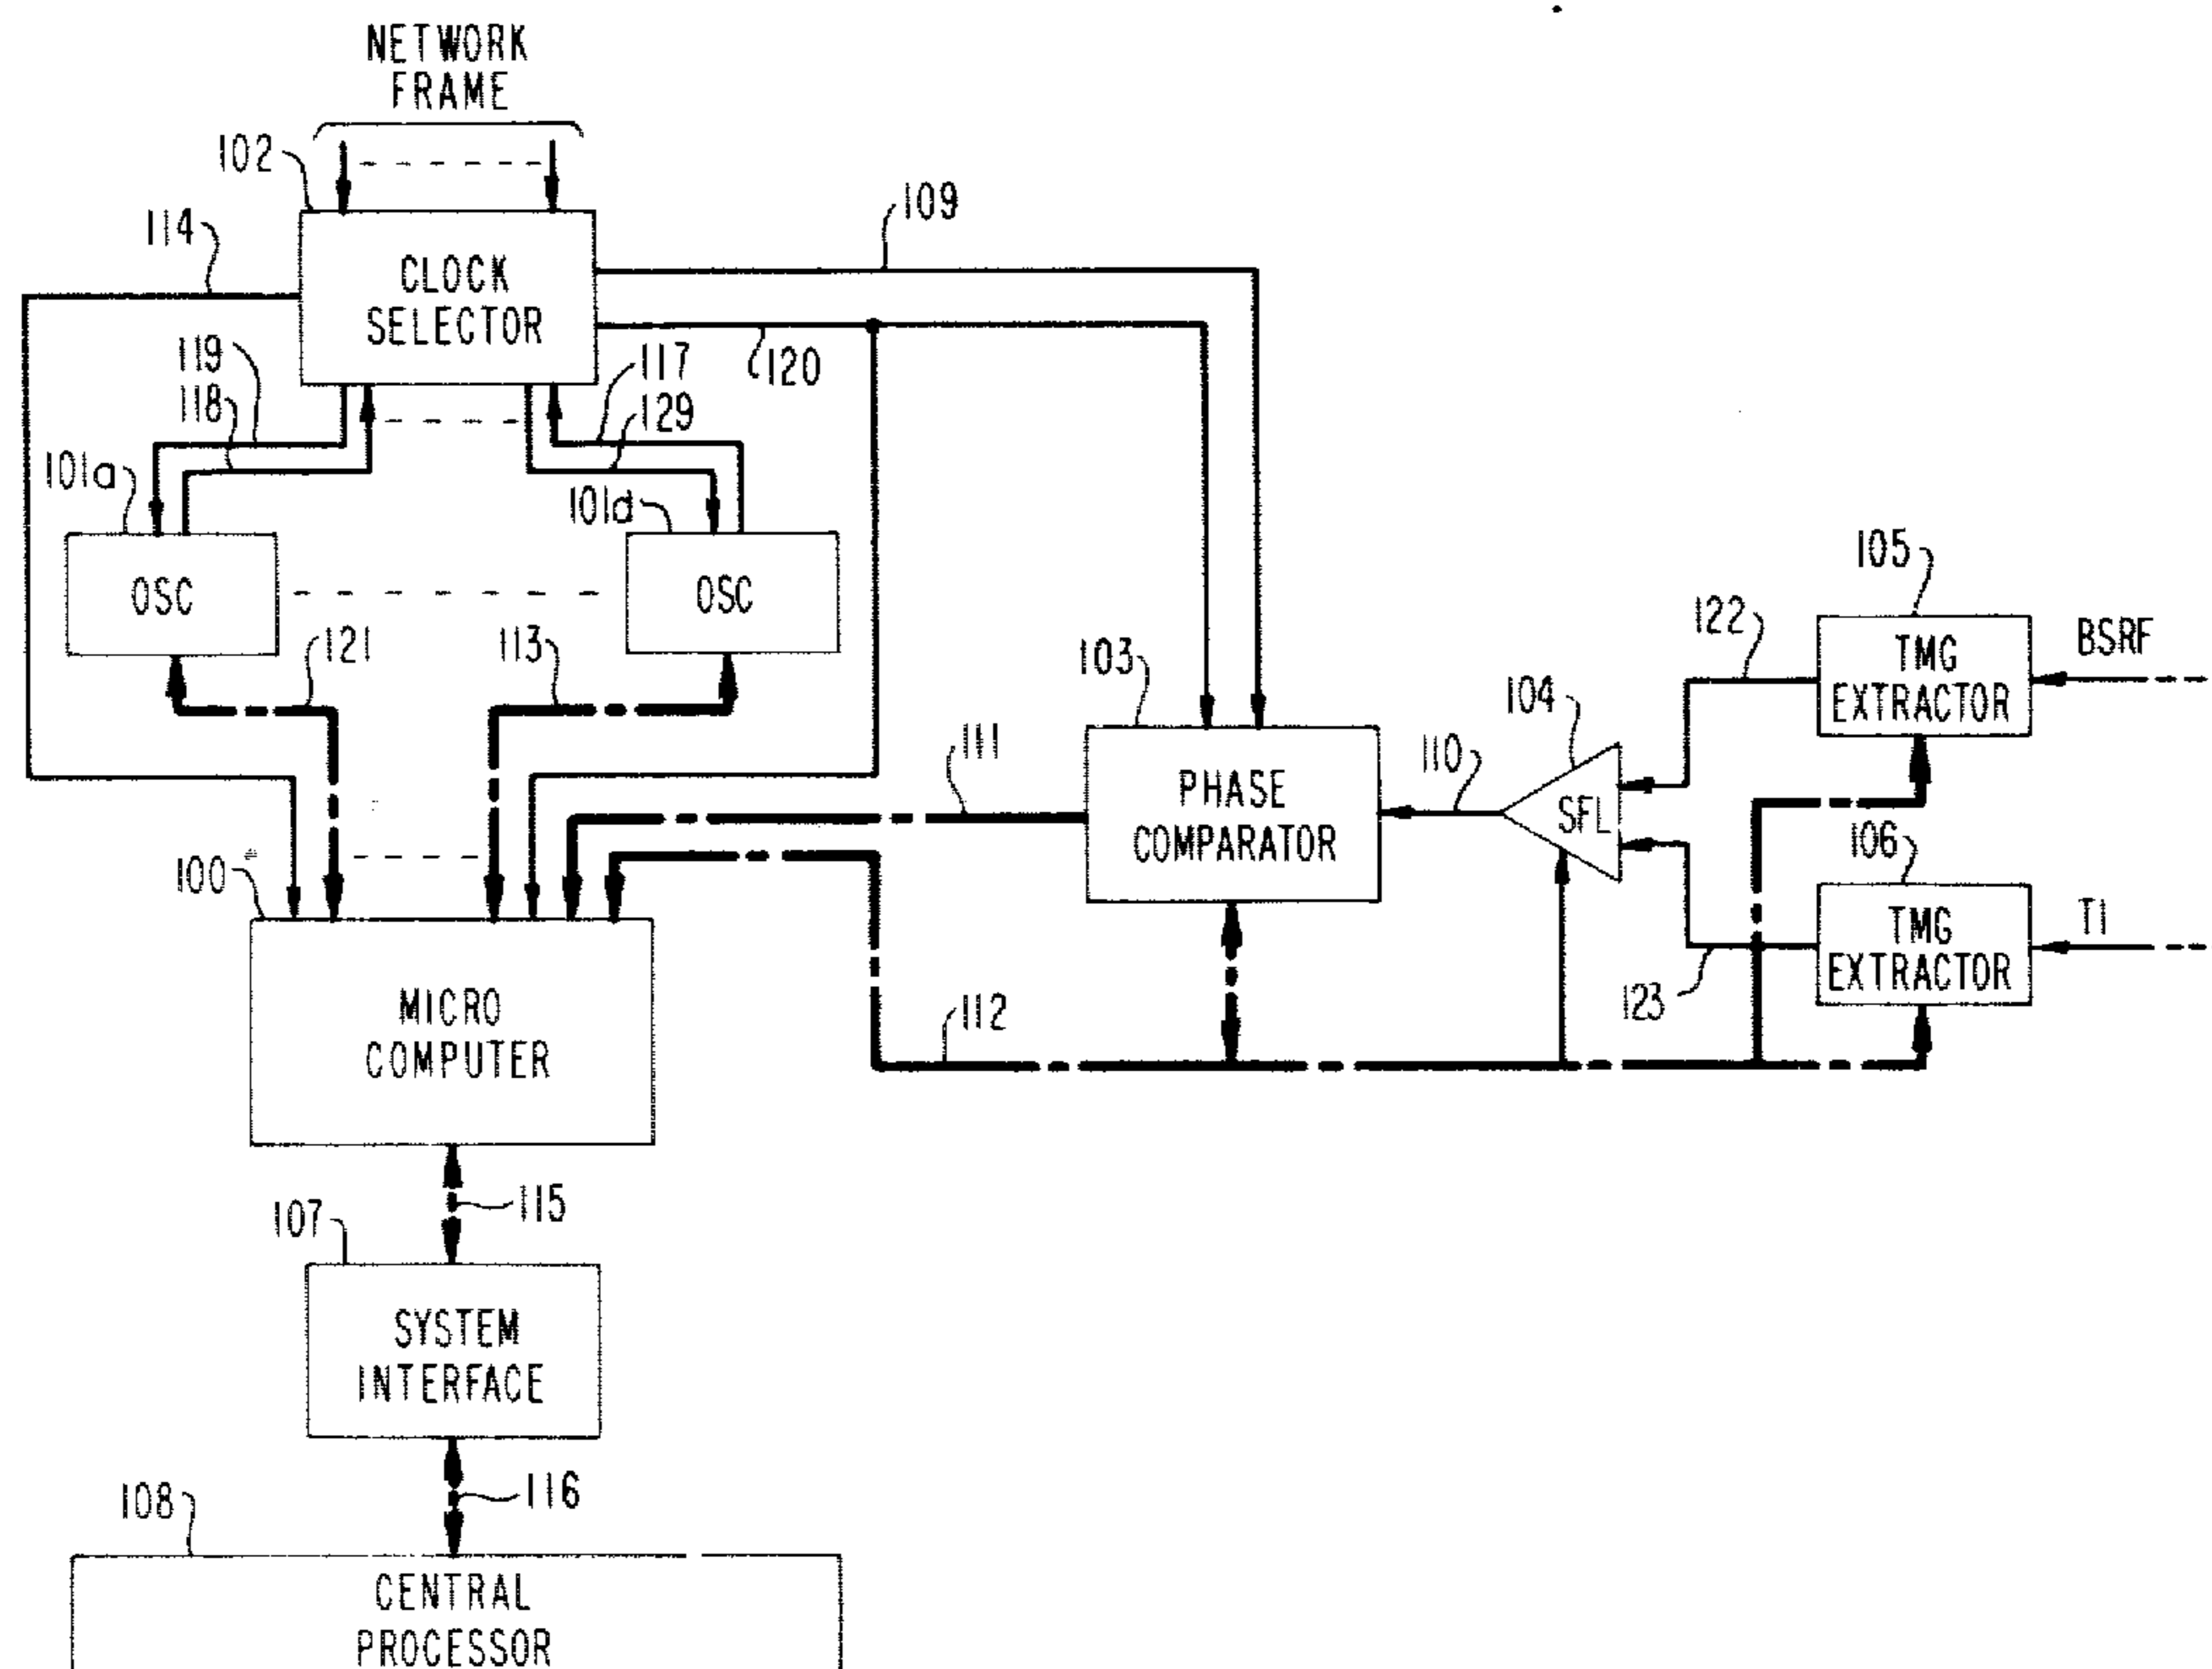 NETWORK
FRAME
102
114
109
CLOCK
SELECTOR
119
118
117
129
120
101a
101d
OSC
OSC
121
113
105
122
BSRF
TMG
EXTRACTOR
103
104
111
110
PHASE
COMPARATOR
SFL
106
100
T1
TMG
EXTRACTOR
123
112
MICRO
COMPUTER
115
107
SYSTEM
INTERFACE
116
108
CENTRAL
PROCESSOR